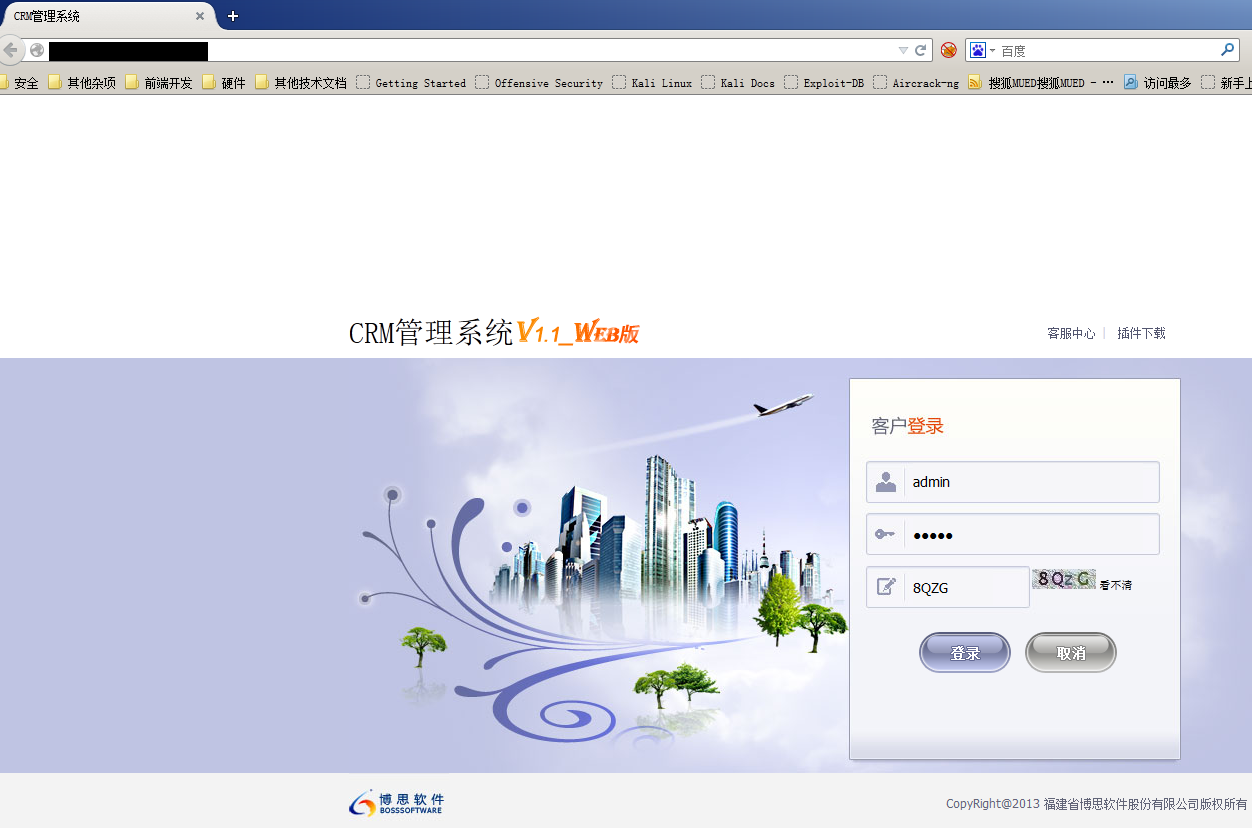 CRM管理系统
百度
安全 其他杂项 前端开发 硬件 其他技术文档 Getting Started Offensive Security Kali Linux Kali Docs Exploit-DB Aircrack-ng 搜狐MUED搜狐MUED - ... 访问最多 新手上
CRM管理系统V1.1_WEB版
客服中心 | 插件下载
客户登录
admin
8QZG 8QzG 看不清
登录 取消
博思软件
BOSSSOFTWARE
CopyRight@2013 福建省博思软件股份有限公司版权所有